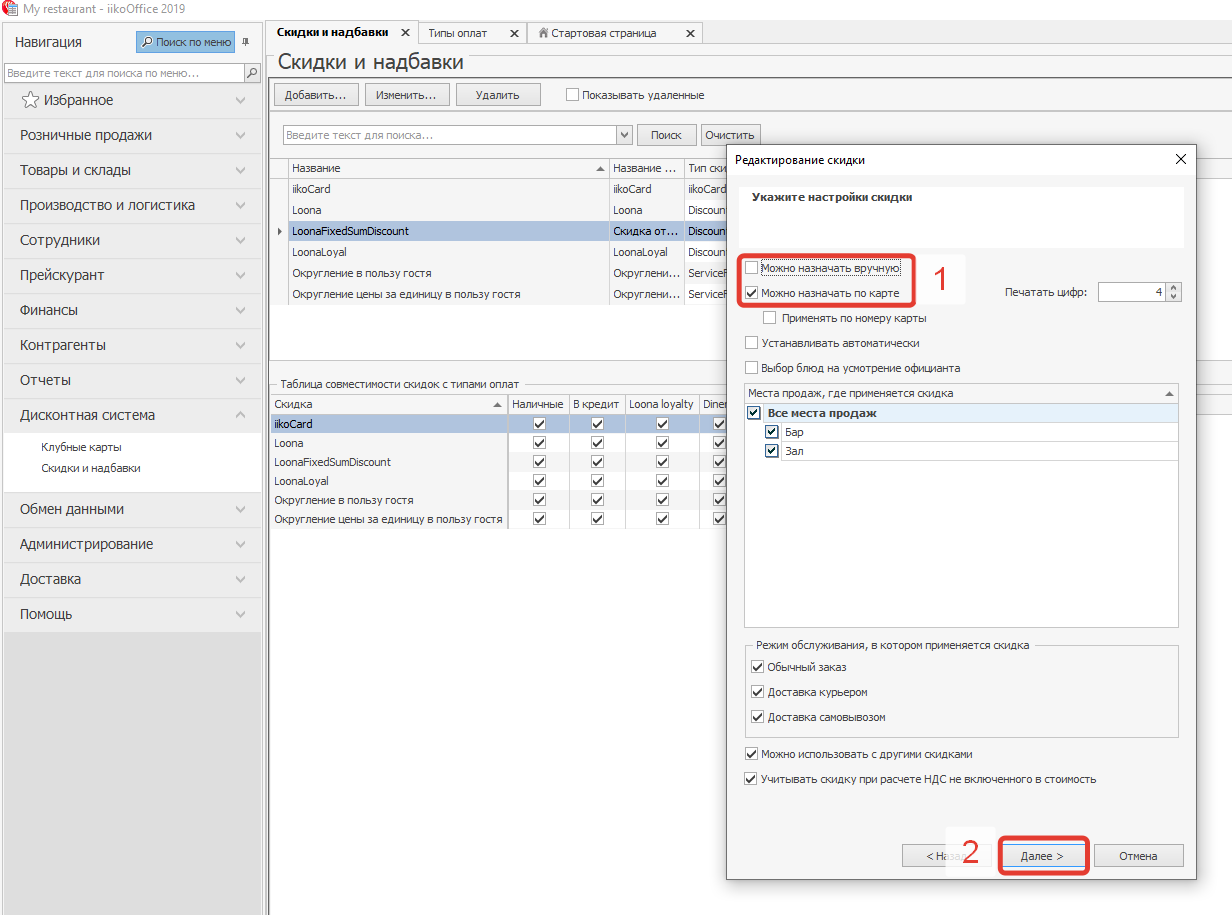 My restaurant - iikoOffice 2019
Навигация
Поиск по меню
Введите текст для поиска по меню...
Избранное
Розничные продажи
Товары и склады
Производство и логистика
Сотрудники
Прейскурант
Финансы
Контрагенты
Отчеты
Дисконтная система
Клубные карты
Скидки и надбавки
Обмен данными
Администрирование
Доставка
Помощь
Скидки и надбавки
Типы оплат
Стартовая страница
Скидки и надбавки
Добавить... Изменить... Удалить Показывать удаленные
Введите текст для поиска... Поиск Очистить
Название Название ... Тип ски
iikoCard iikoCard iikoCard
Loona Loona Discoun
LoonaFixedSumDiscount Скидка от... Discoun
LoonaLoyal LoonaLoyal Discoun
Округление в пользу гостя Округлени... ServiceF
Округление цены за единицу в пользу гостя Округлени... ServiceF
Таблица совместимости скидок с типами оплат
Скидка Наличные В кредит Loona loyalty Diner
iikoCard
Loona
LoonaFixedSumDiscount
LoonaLoyal
Округление в пользу гостя
Округление цены за единицу в пользу гостя
Редактирование скидки
Укажите настройки скидки
Можно назначать вручную
Можно назначать по карте
1
Печатать цифр: 4
Применять по номеру карты
Устанавливать автоматически
Выбор блюд на усмотрение официанта
Места продаж, где применяется скидка
Все места продаж
Бар
Зал
Режим обслуживания, в котором применяется скидка
Обычный заказ
Доставка курьером
Доставка самовывозом
Можно использовать с другими скидками
Учитывать скидку при расчете НДС не включенного в стоимость
< Назад 2 Далее > Отмена